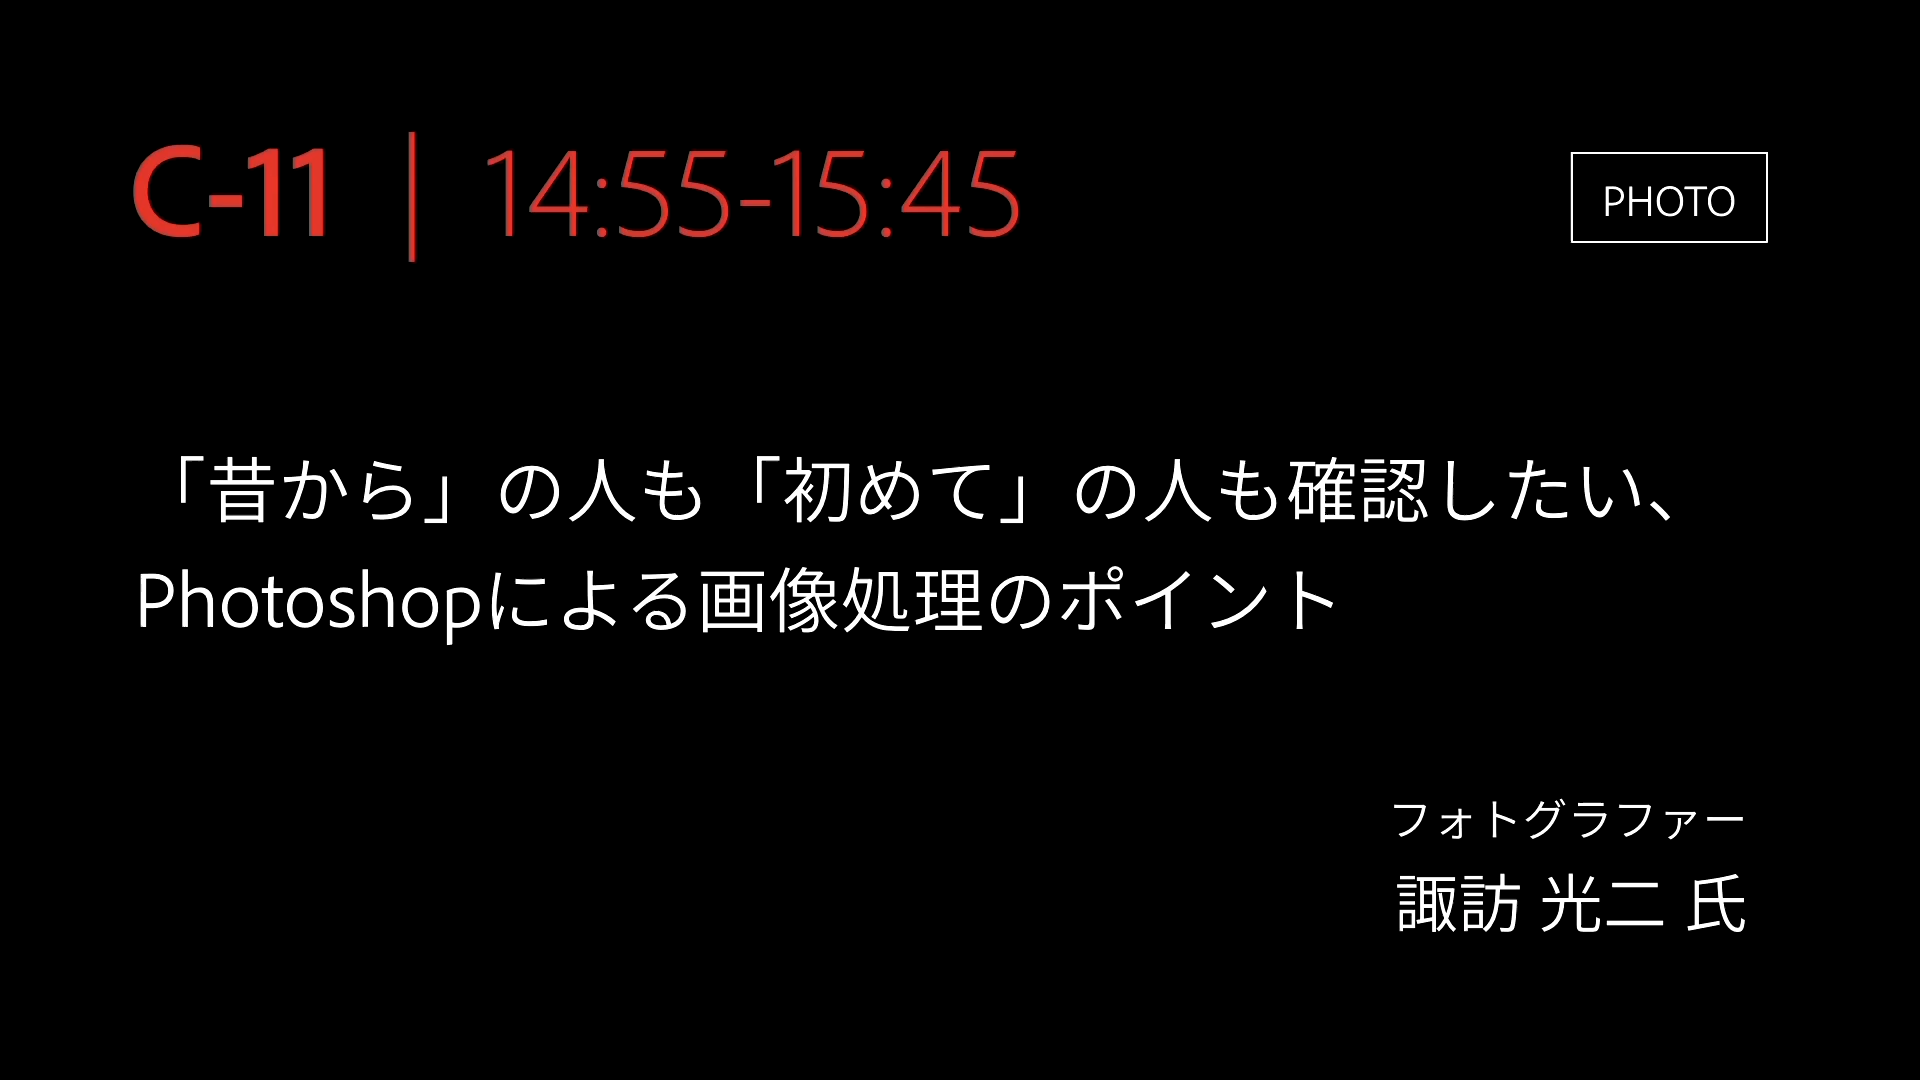 C-11 | 14:55-15:45
PHOTO
「昔から」の人も「初めて」の人も確認したい、
Photoshopによる画像処理のポイント
フォトグラファー
諏訪 光二 氏